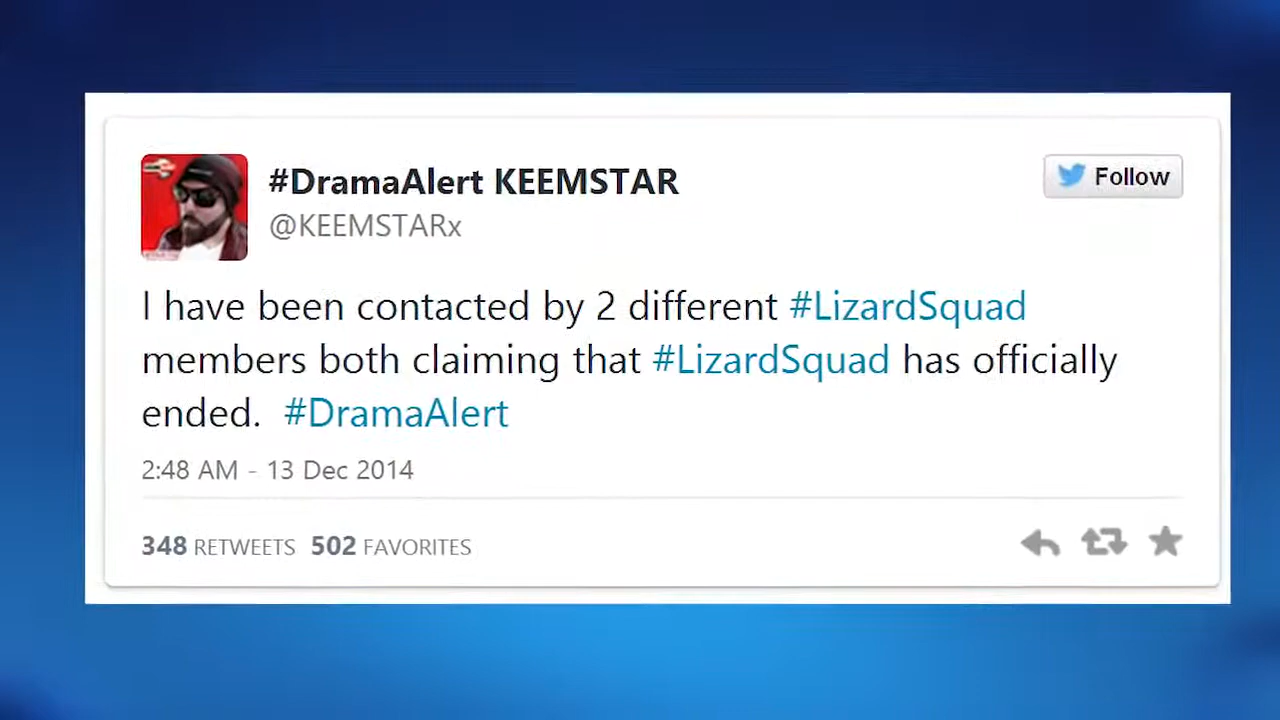 #DramaAlert KEEMSTAR
Follow
@KEEMSTARx
I have been contacted by 2 different #LizardSquad
members both claiming that #LizardSquad has officially
ended. #DramaAlert
2:48 AM - 13 Dec 2014
348 RETWEETS 502 FAVORITES